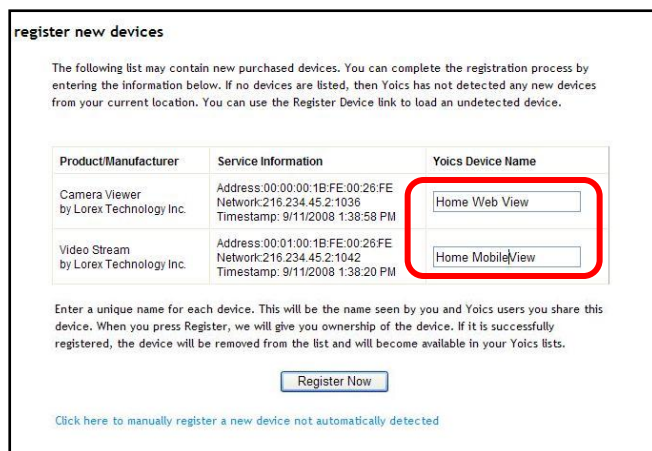 register new devices
The following list may contain new purchased devices. You can complete the registration process by
entering the information below. If no devices are listed, then Yoics has not detected any new devices
from your current location. You can use the Register Device link to load an undetected device.
Product/Manufacturer Service Information Yoics Device Name
Camera Viewer
by Lorex Technology Inc.
Address:00:00:00:1B:FE:00:26:FE
Network:216.234.45.2:1036
Timestamp: 9/11/2008 1:38:58 PM
Home Web View
Video Stream
by Lorex Technology Inc.
Address:00:01:00:1B:FE:00:26:FE
Network:216.234.45.2:1042
Timestamp: 9/11/2008 1:38:20 PM
Home MobileView
Enter a unique name for each device. This will be the name seen by you and Yoics users you share this
device. When you press Register, we will give you ownership of the device. If it is successfully
registered, the device will be removed from the list and will become available in your Yoics lists.
Register Now
Click here to manually register a new device not automatically detected